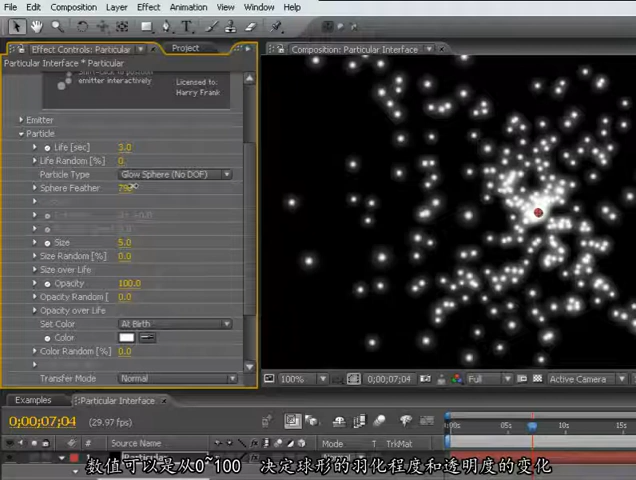 File Edit Composition Layer Effect Animation View Window Help
Effect Controls: Particular
Project
Composition: Particular Interface
Particular Interface * Particular
emitter interactively
Licensed to:
Harry Frank
Emitter
Particle
Life [sec] 3.0
Life Random [%] 0
Particle Type Glow Sphere (No DOF)
Sphere Feather
Size 5.0
Size Random [%] 0.0
Size over Life
Opacity 100.0
Opacity Random [ 0.0
Opacity over Life
Set Color At Birth
Color
Color Random [%] 0.0
Transfer Mode Normal
100% 0;00;07;04 Full Active Camera
Examples Particular Interface
0;00;07;04 (29.97 fps)
:00s 05s 10s
# Source Name Mode T TrkMat
数值可以是从0~100 决定球形的羽化程度和透明度的变化